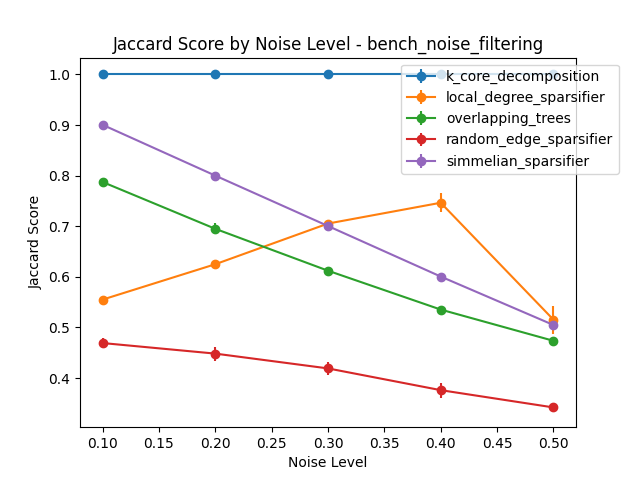 Jaccard Score by Noise Level - bench_noise_filtering
Jaccard Score
1.0
0.9
0.8
0.7
0.6
0.5
0.4
k_core_decomposition
local_degree_sparsifier
overlapping_trees
random_edge_sparsifier
simmelian_sparsifier
0.10 0.15 0.20 0.25 0.30 0.35 0.40 0.45 0.50
Noise Level